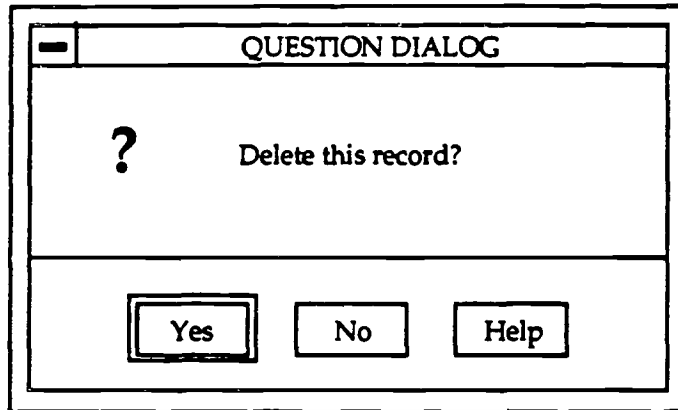 QUESTION DIALOG
? Delete this record?
Yes No Help